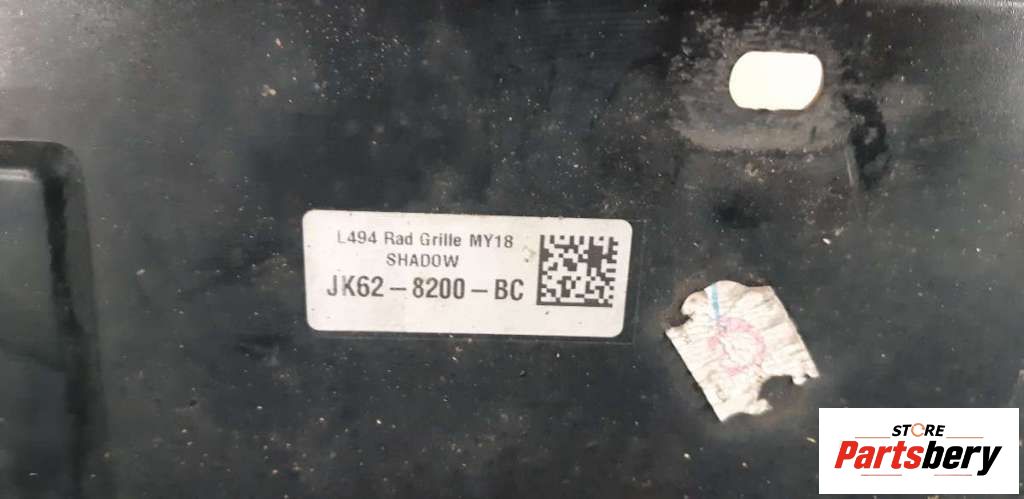 L494 Rad Grille MY18
SHADOW
JK62-8200-BC
STORE
Partsbery